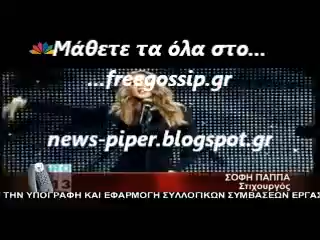 Μάθετε τα όλα στο...
...freegossip.gr
news-piper.blogspot.gr
13
ΣΟΦΗ ΠΑΠΠΑ
Στιχουργός
ΤΗΝ ΥΠΟΓΡΑΦΗ ΚΑΙ ΕΦΑΡΜΟΓΗ ΣΥΛΛΟΓΙΚΩΝ ΣΥΜΒΑΣΕΩΝ ΕΡΓΑΣ